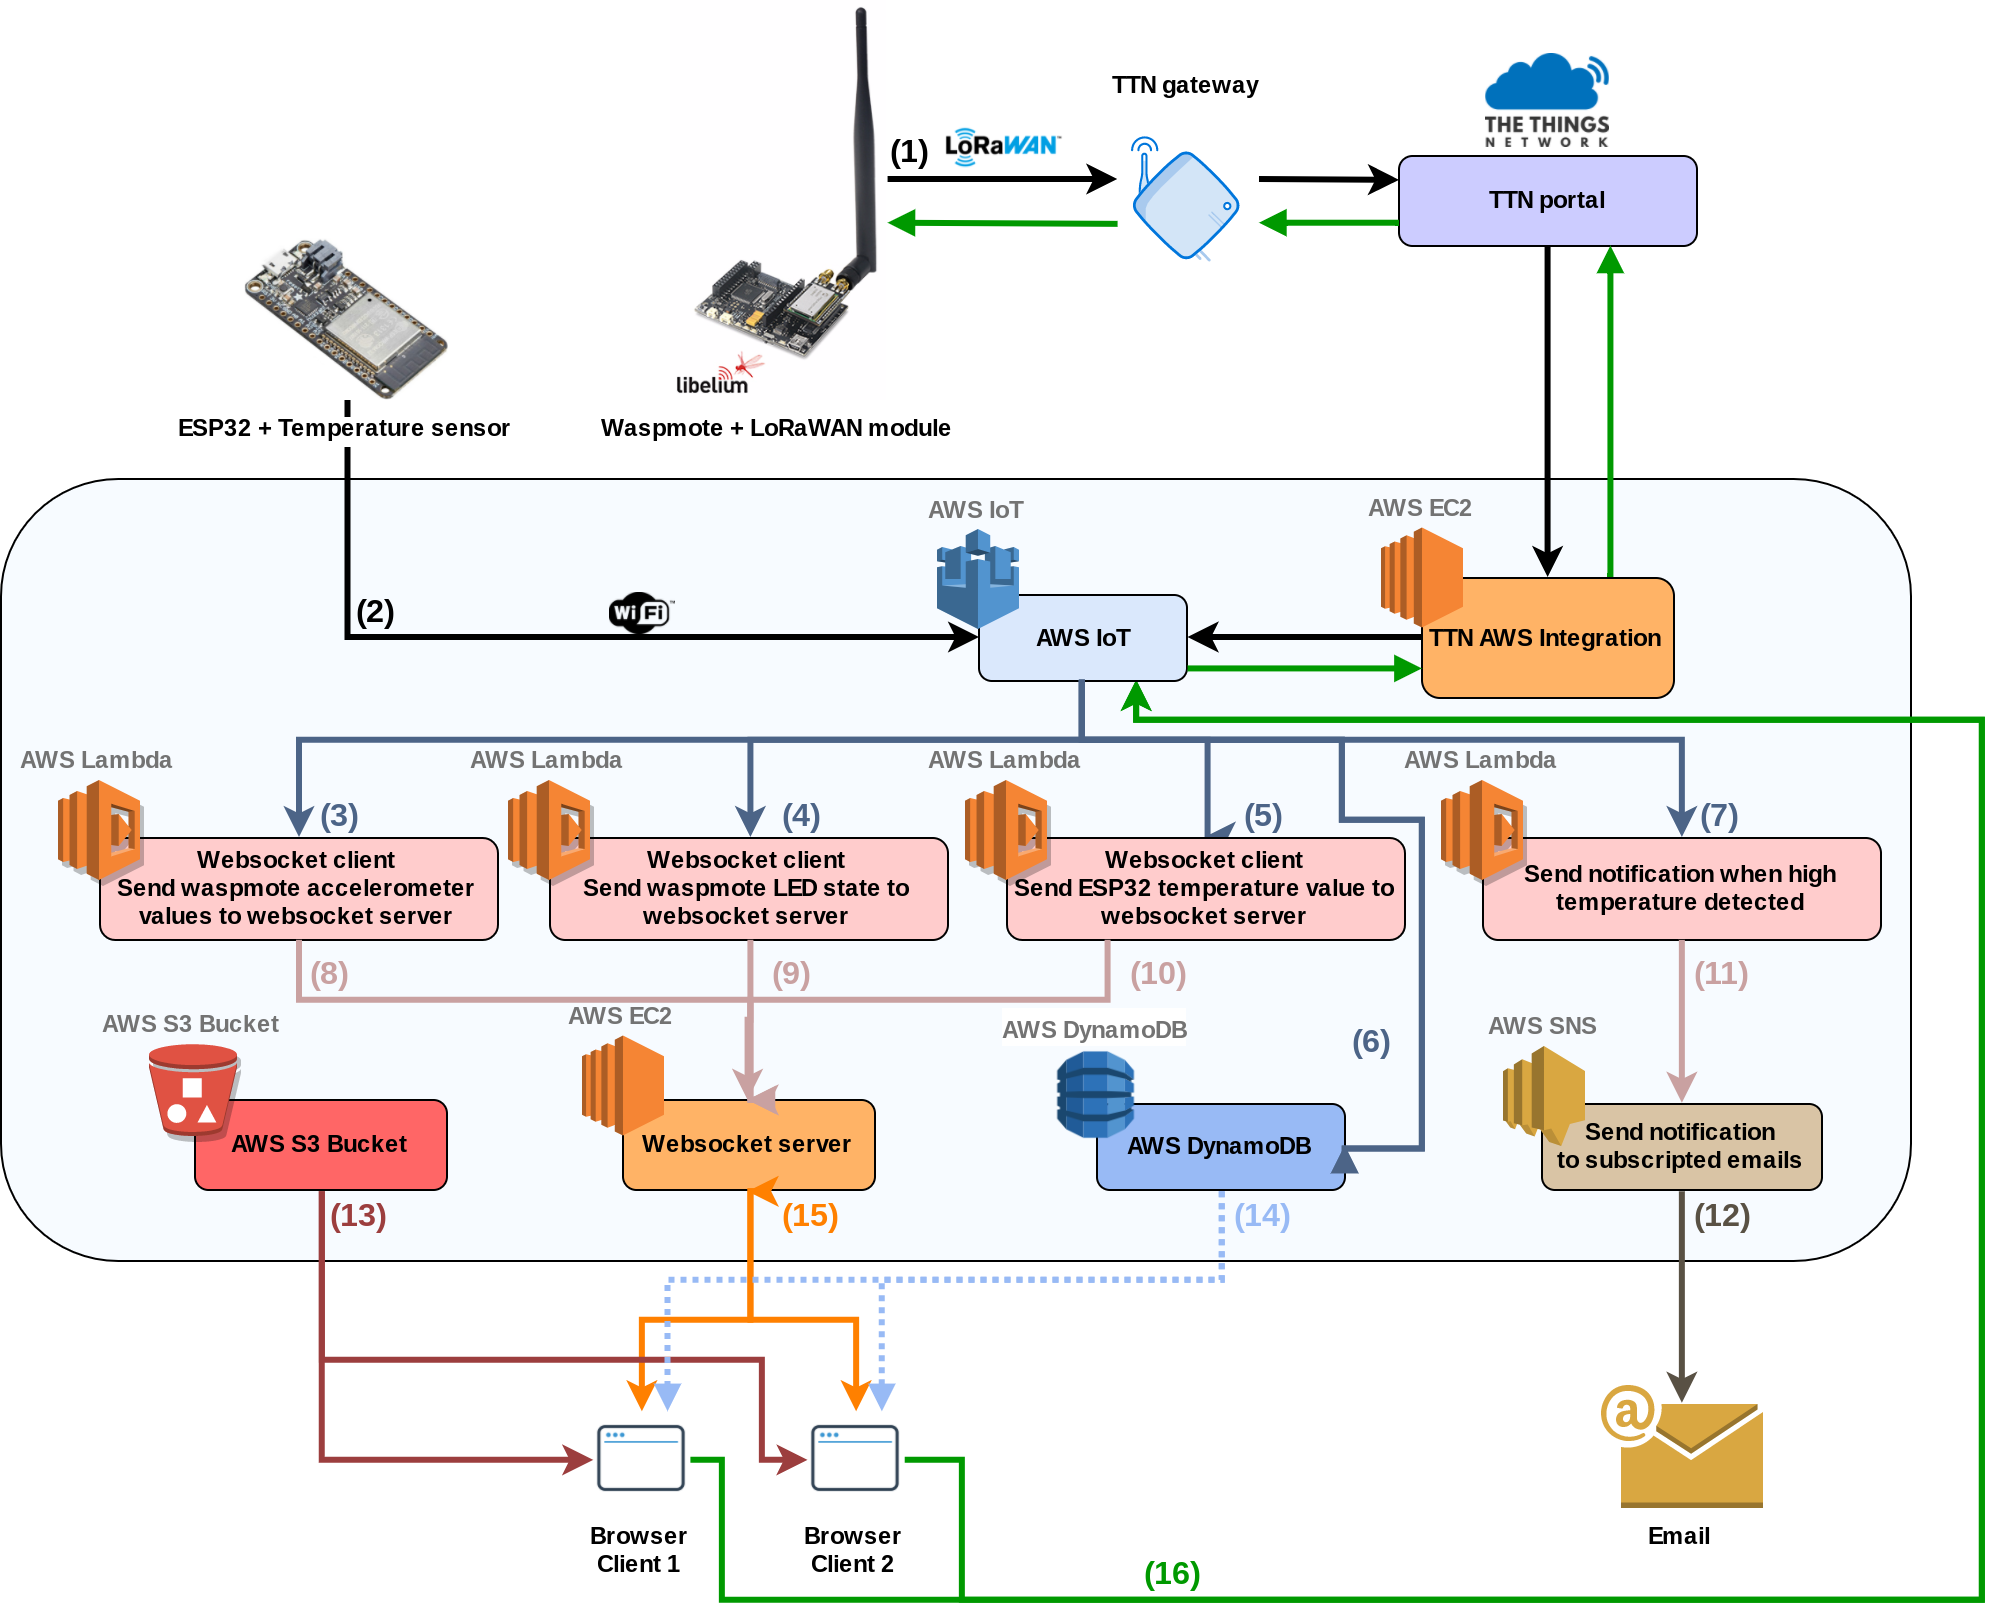 TTN gateway
THE THINGS
NETWORK
(1)
LoRaWAN™
TTN portal
libelium
ESP32 + Temperature sensor
Waspmote + LoRaWAN module
AWS IoT
AWS EC2
(2)
WiFi™
AWS IoT
TTN AWS Integration
AWS Lambda
AWS Lambda
AWS Lambda
AWS Lambda
(3)
(4)
(5)
(7)
Websocket client
Send waspmote accelerometer
values to websocket server
Websocket client
Send waspmote LED state to
websocket server
Websocket client
Send ESP32 temperature value to
websocket server
Send notification when high
temperature detected
(8)
(9)
(10)
(11)
AWS S3 Bucket
AWS EC2
AWS DynamoDB
(6)
AWS SNS
AWS S3 Bucket
Websocket server
AWS DynamoDB
Send notification
to subscripted emails
(13)
(15)
(14)
(12)
@
Browser
Client 1
Browser
Client 2
Email
(16)